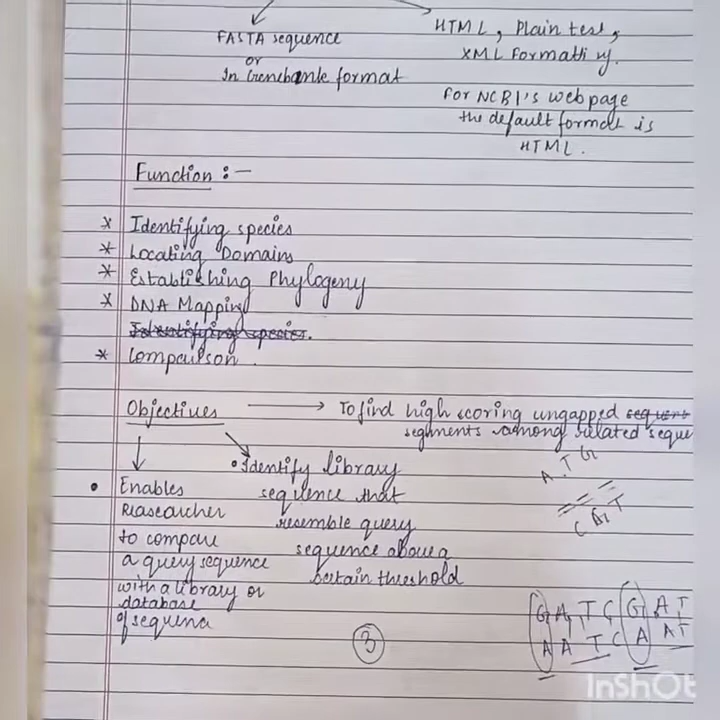 FASTA sequence
or
In Genebank format
HTML, Plain test,
XML Formatting.
For NCBI's webpage
the default format is
HTML.
Function :-
* Identifying species
* Locating Domains
* Establishing Phylogeny
* DNA Mapping
Identifying species.
* Comparison.
Objectives → To find high scoring ungapped
segments among related seque
• Enables
Reasearcher
to compare
a query sequence
with a library or
database
of sequena
• Identify library
sequence that
resemble query
sequence above a
certain threshold
A T G
C G T
G A T C G A T
A A T C A A T
3
InShOt